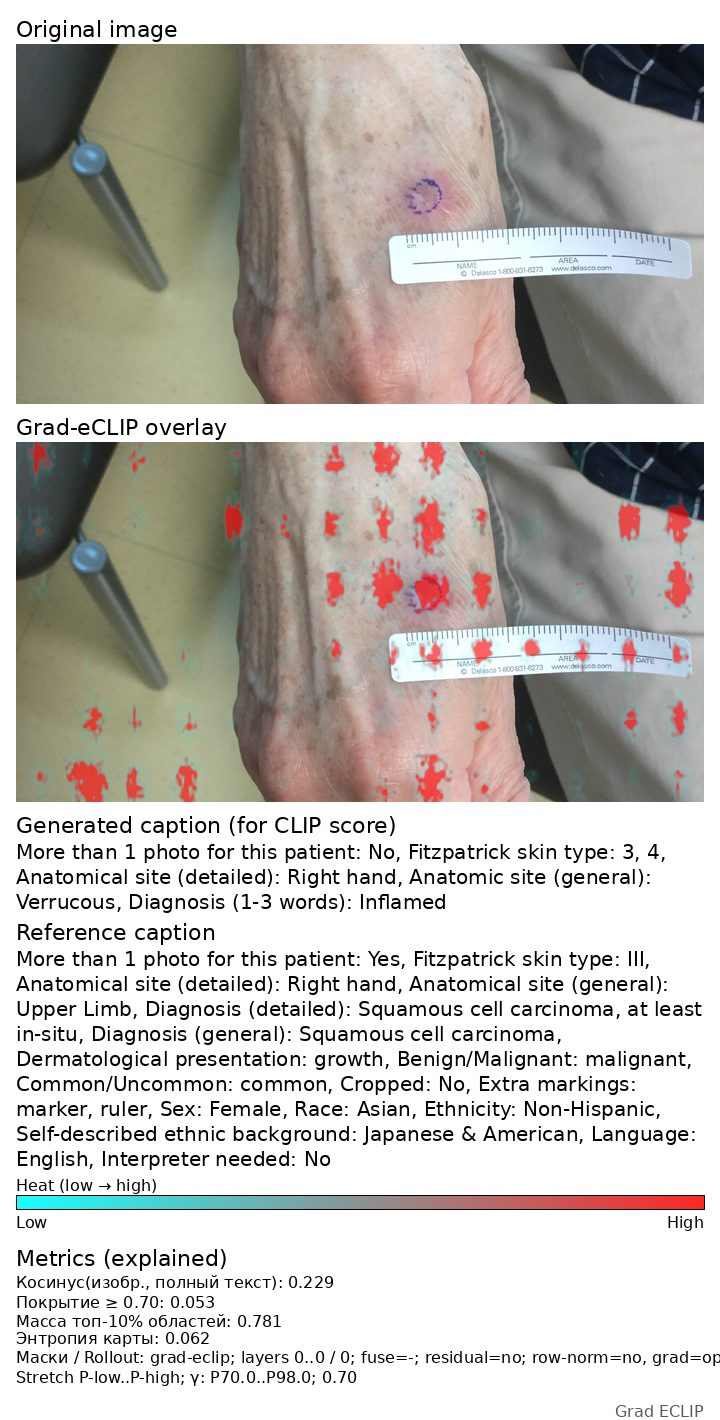 Original image
cm
NAME
AREA
DATE
© Delasco 1-800-831-6273 www.delasco.com
Grad-eCLIP overlay
cm
NAME
AREA
DATE
© Delasco 1-800-831-6273 www.delasco.com
Generated caption (for CLIP score)
More than 1 photo for this patient: No, Fitzpatrick skin type: 3, 4,
Anatomical site (detailed): Right hand, Anatomic site (general):
Verrucous, Diagnosis (1-3 words): Inflamed
Reference caption
More than 1 photo for this patient: Yes, Fitzpatrick skin type: III,
Anatomical site (detailed): Right hand, Anatomical site (general):
Upper Limb, Diagnosis (detailed): Squamous cell carcinoma, at least
in-situ, Diagnosis (general): Squamous cell carcinoma,
Dermatological presentation: growth, Benign/Malignant: malignant,
Common/Uncommon: common, Cropped: No, Extra markings:
marker, ruler, Sex: Female, Race: Asian, Ethnicity: Non-Hispanic,
Self-described ethnic background: Japanese & American, Language:
English, Interpreter needed: No
Heat (low → high)
Low High
Metrics (explained)
Косинус(изобр., полный текст): 0.229
Покрытие ≥ 0.70: 0.053
Масса топ-10% областей: 0.781
Энтропия карты: 0.062
Маски / Rollout: grad-eclip; layers 0..0 / 0; fuse=-; residual=no; row-norm=no, grad=op
Stretch P-low..P-high; γ: P70.0..P98.0; 0.70
Grad ECLIP